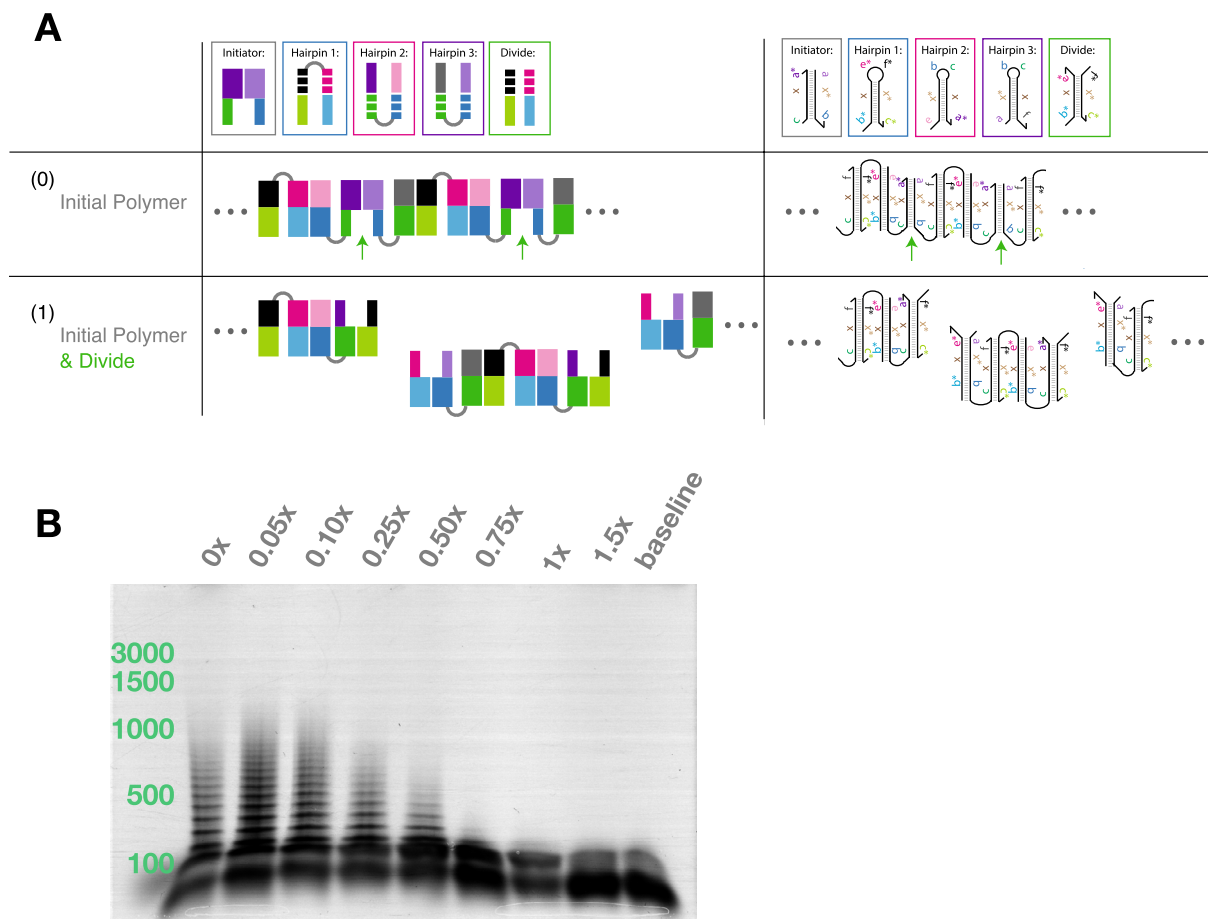 A
Initiator: Hairpin 1: Hairpin 2: Hairpin 3: Divide:
Initiator: Hairpin 1: Hairpin 2: Hairpin 3: Divide:
a* a e* f* b c b c e* f*
x x* x* x x* x x* x x x*
c b b* c* e a* a f b* c*
(0)
Initial Polymer
f f* e* e a* a f f* e* e a* a f f*
x x* x x* x x* x x* x x* x x* x x*
c c* b* b c b c c* b* b c b c c*
(1)
Initial Polymer
& Divide
f f* e* e a* f*
x x* x x* x x*
c c* b* b c c*
e* a f f* e* e a* f*
x x* x x* x x* x x*
b* b c c* b* b c c*
e* a f f*
x x* x x*
b* b c c*
B
0x 0.05x 0.10x 0.25x 0.50x 0.75x 1x 1.5x baseline
3000
1500
1000
500
100